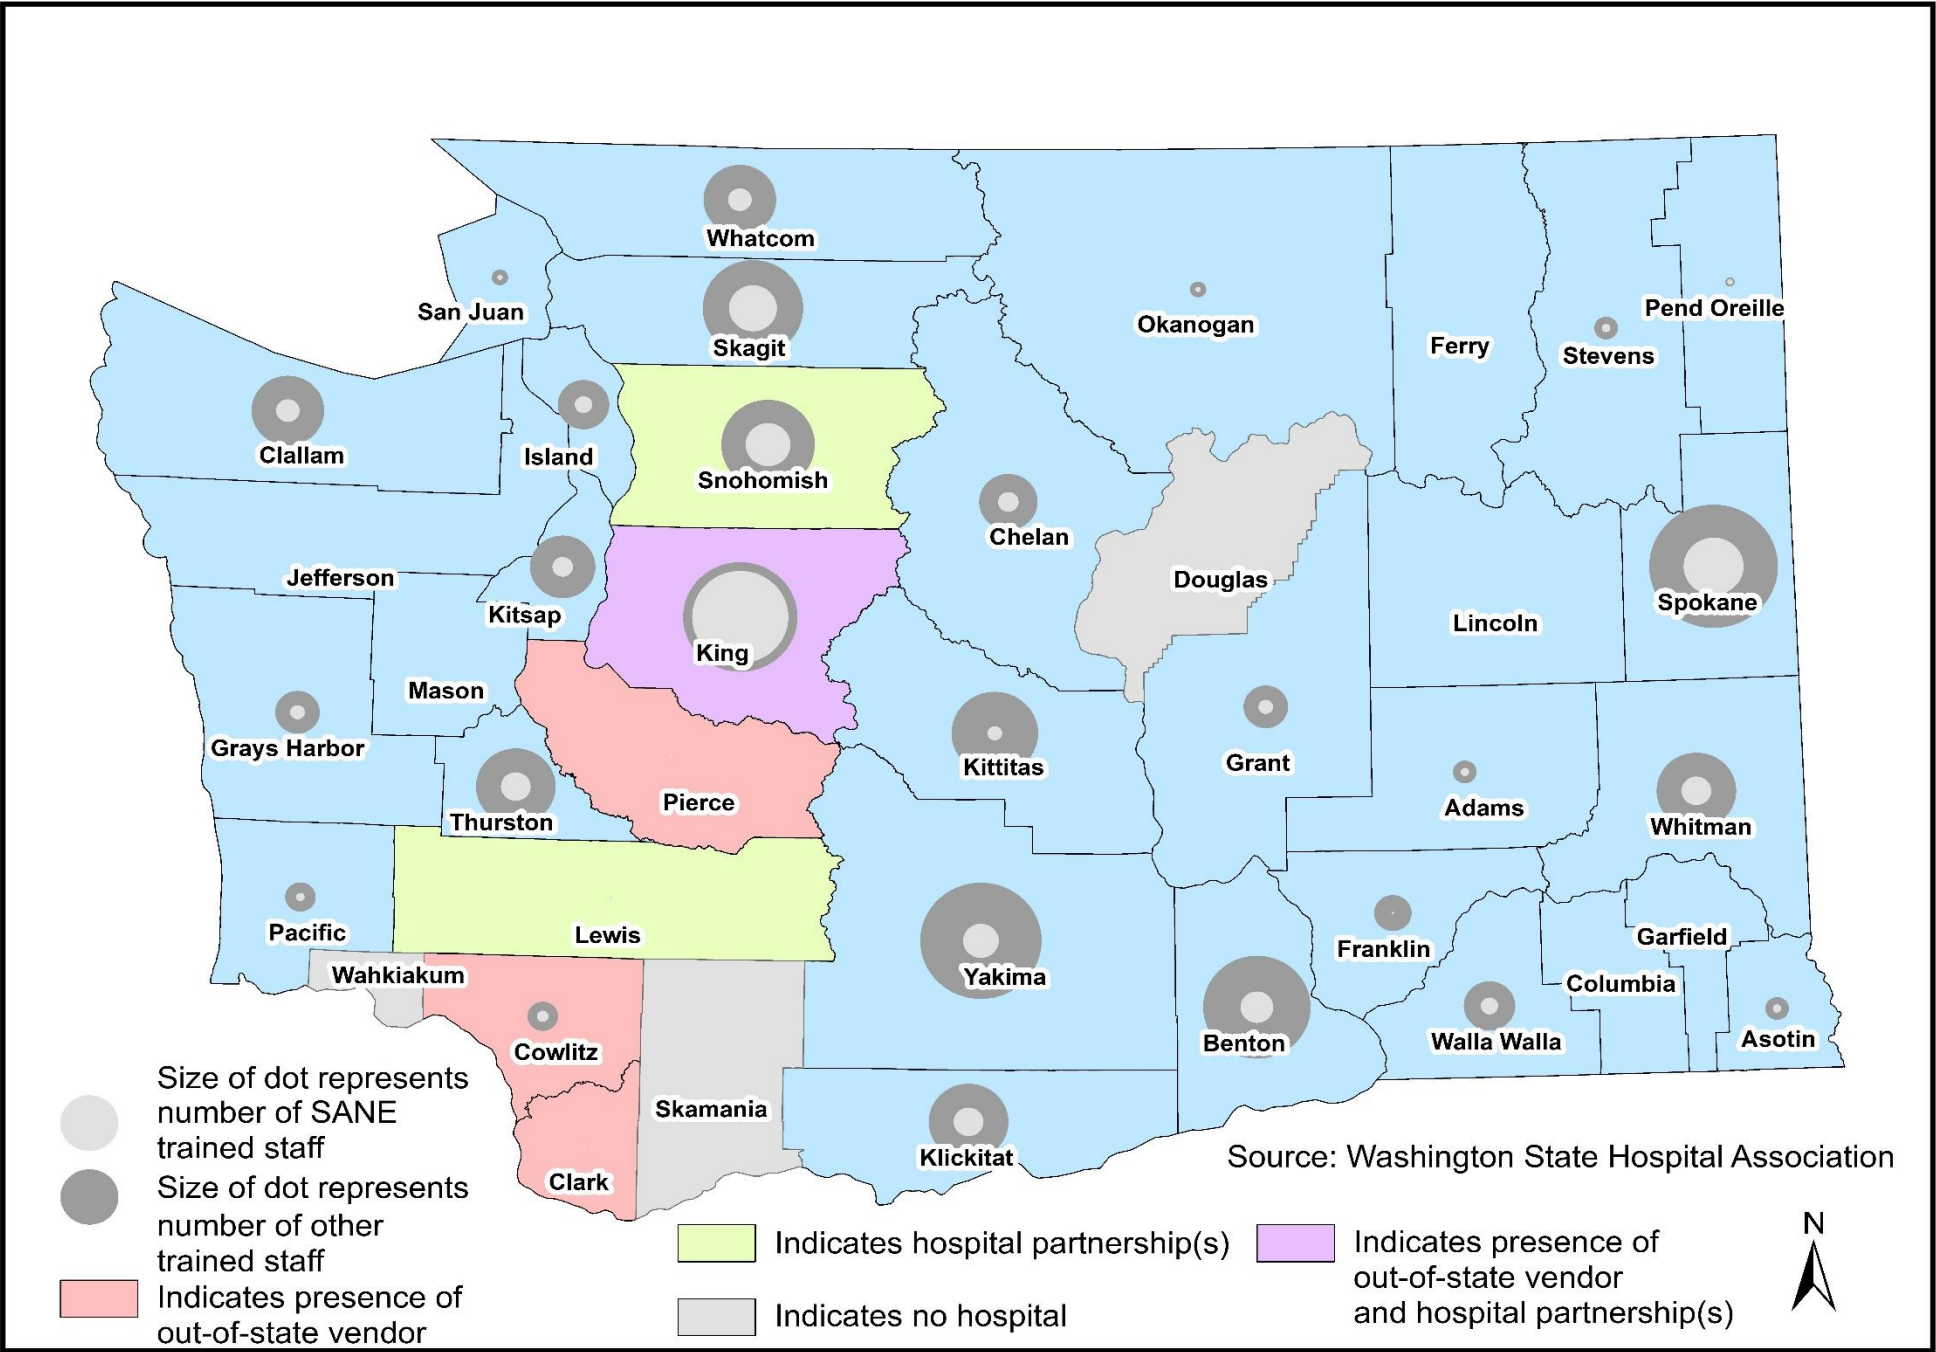 Whatcom
San Juan
Skagit
Okanogan
Ferry
Pend Oreille
Stevens
Clallam
Island
Snohomish
Chelan
Douglas
Jefferson
Kitsap
King
Lincoln
Spokane
Mason
Grays Harbor
Thurston
Pierce
Kittitas
Grant
Adams
Whitman
Pacific
Lewis
Wahkiakum
Yakima
Franklin
Garfield
Columbia
Benton
Walla Walla
Asotin
Cowlitz
Skamania
Clark
Klickitat
Source: Washington State Hospital Association
Size of dot represents
number of SANE
trained staff
Size of dot represents
number of other
trained staff
Indicates presence of
out-of-state vendor
Indicates hospital partnership(s)
Indicates no hospital
Indicates presence of
out-of-state vendor
and hospital partnership(s)
N